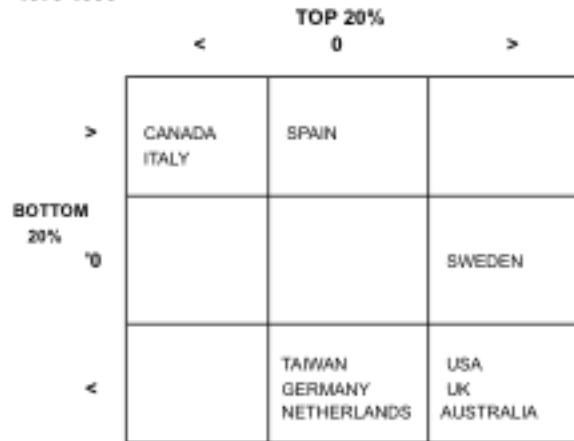 TOP 20%
< 0 >
> CANADA SPAIN
ITALY
BOTTOM
20%
"0 SWEDEN
TAIWAN USA
< GERMANY UK
NETHERLANDS AUSTRALIA